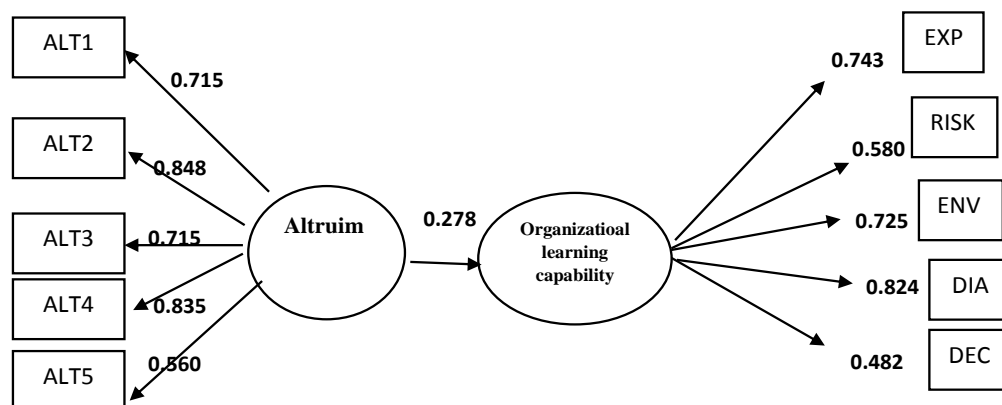 ALT1
0.715
ALT2
0.848
ALT3
0.715
ALT4
0.835
ALT5
0.560
Altruim
0.278
Organizatioal
learning
capability
EXP
0.743
RISK
0.580
ENV
0.725
DIA
0.824
DEC
0.482